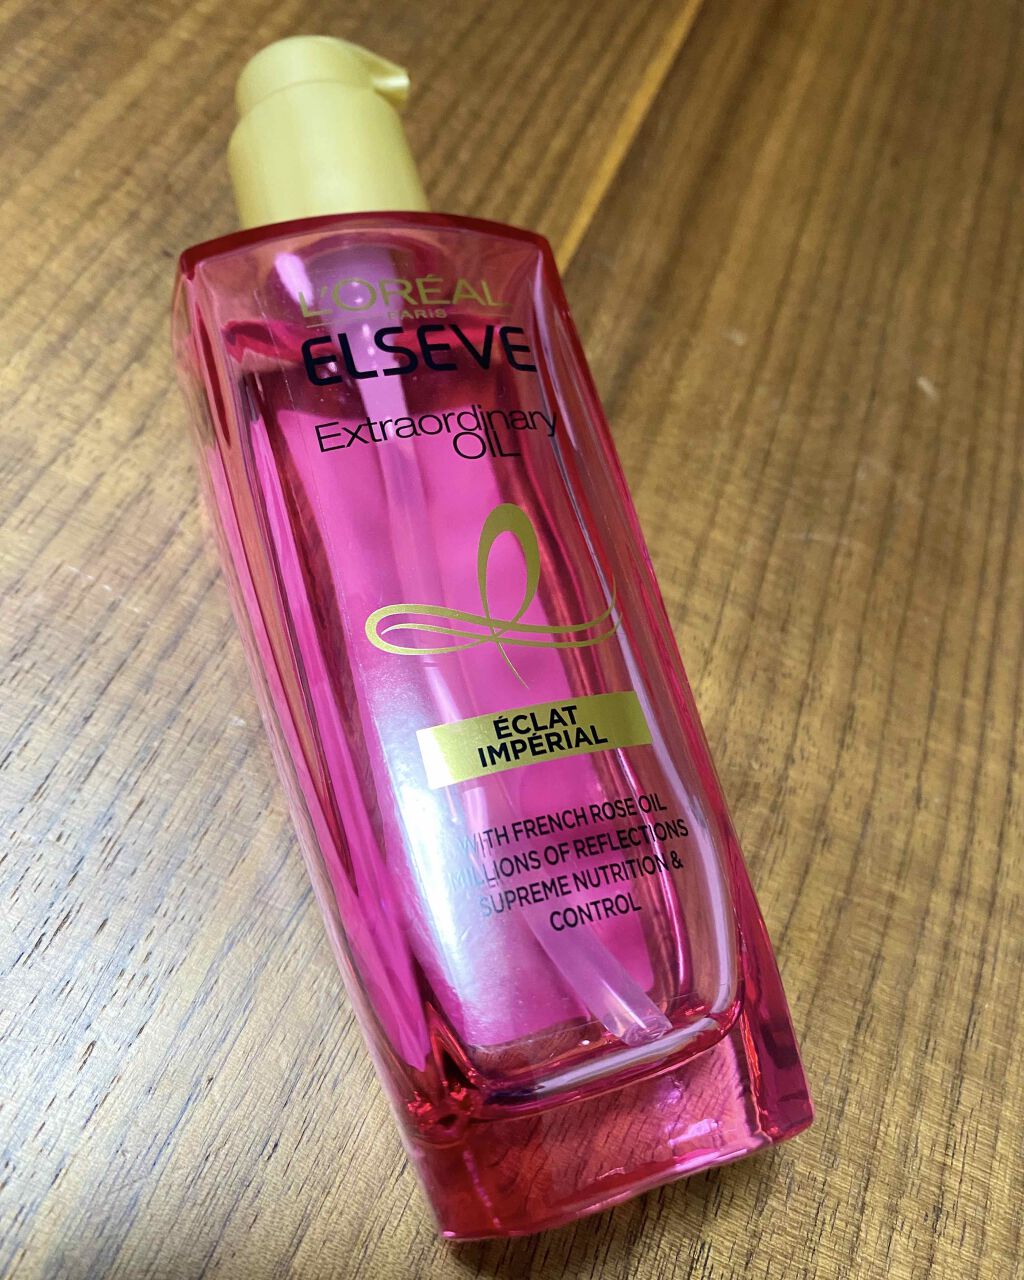 L'ORÉAL
PARIS
ELSEVE
Extraordinary
OIL
ÉCLAT
IMPÉRIAL
WITH FRENCH ROSE OIL
MILLIONS OF REFLECTIONS
SUPREME NUTRITION &
CONTROL